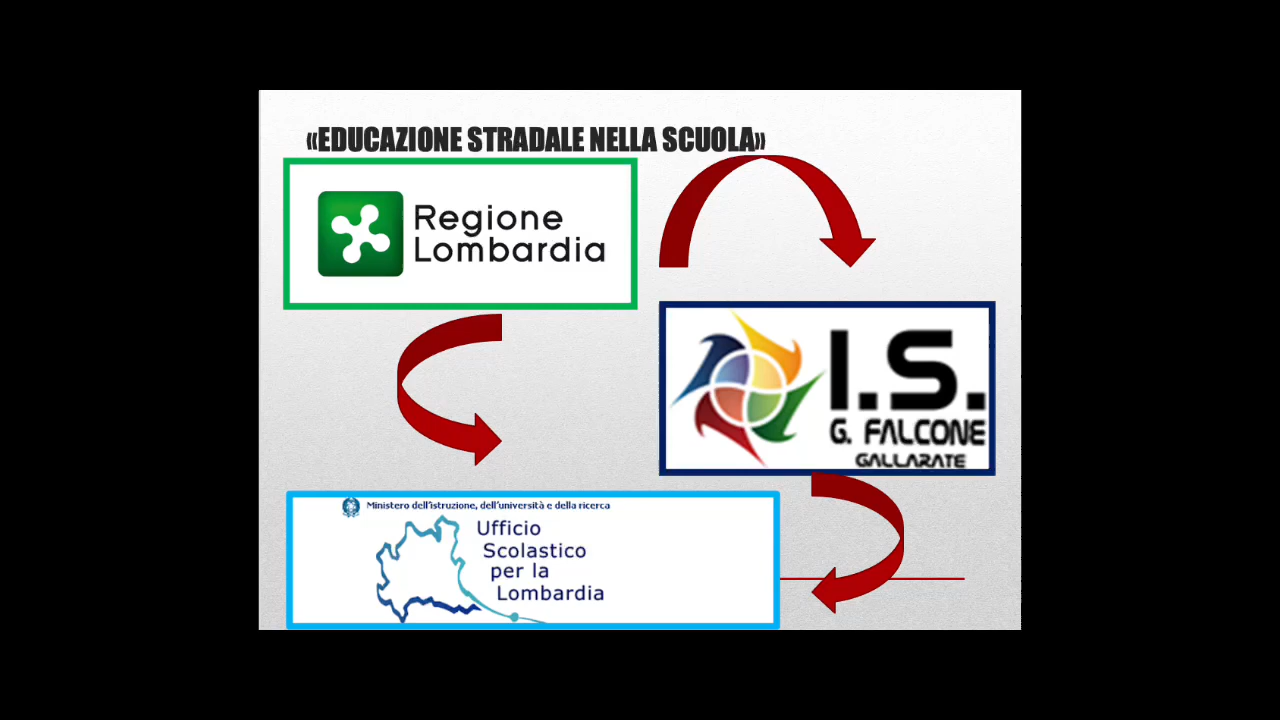 «EDUCAZIONE STRADALE NELLA SCUOLA»
Regione
Lombardia
I.S.
G. FALCONE
GALLARATE
Ministero dell'istruzione, dell'università e della ricerca
Ufficio
Scolastico
per la
Lombardia